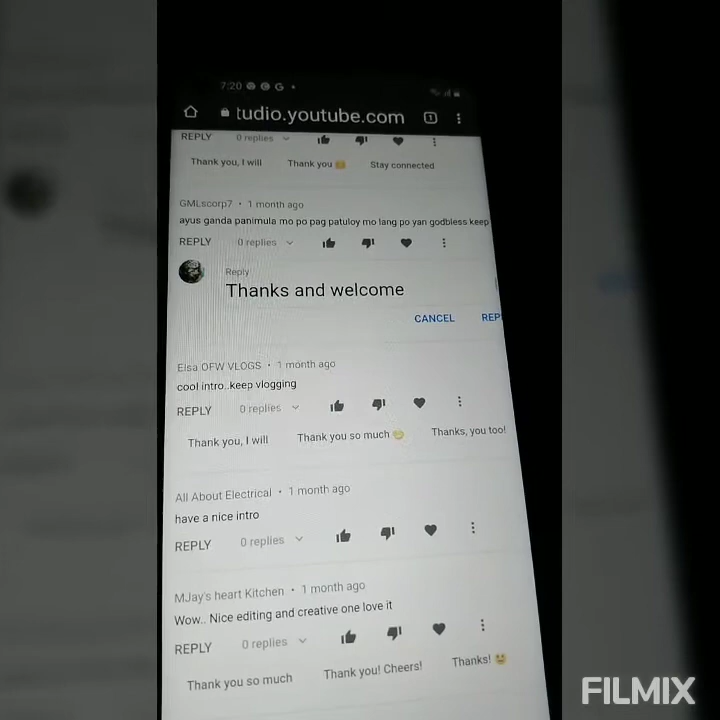 7:20
tudio.youtube.com
REPLY 0 replies
Thank you, I will Thank you Stay connected
GMLscorp7 • 1 month ago
ayus ganda panimula mo po pag patuloy mo lang po yan godbless keep
REPLY 0 replies
Reply
Thanks and welcome
CANCEL REP
Elsa OFW VLOGS • 1 month ago
cool intro..keep vlogging
REPLY 0 replies
Thank you, I will Thank you so much 😁 Thanks, you too!
All About Electrical • 1 month ago
have a nice intro
REPLY 0 replies
MJay's heart Kitchen • 1 month ago
Wow.. Nice editing and creative one love it
REPLY 0 replies
Thank you so much Thank you! Cheers! Thanks! 😃
FILMIX